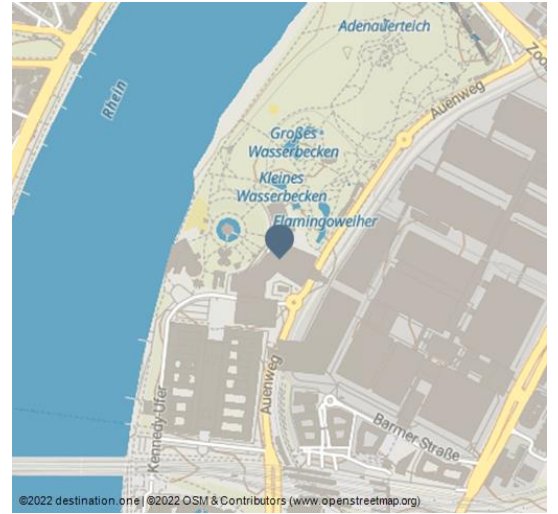 Adenauerteich
Zoo
Rhein
Auenweg
Großes
Wasserbecken
Kleines
Wasserbecken
Flamingoweiher
Kennedy-Ufer
Auenweg
Barmer Straße
©2022 destination.one | ©2022 OSM & Contributors (www.openstreetmap.org)